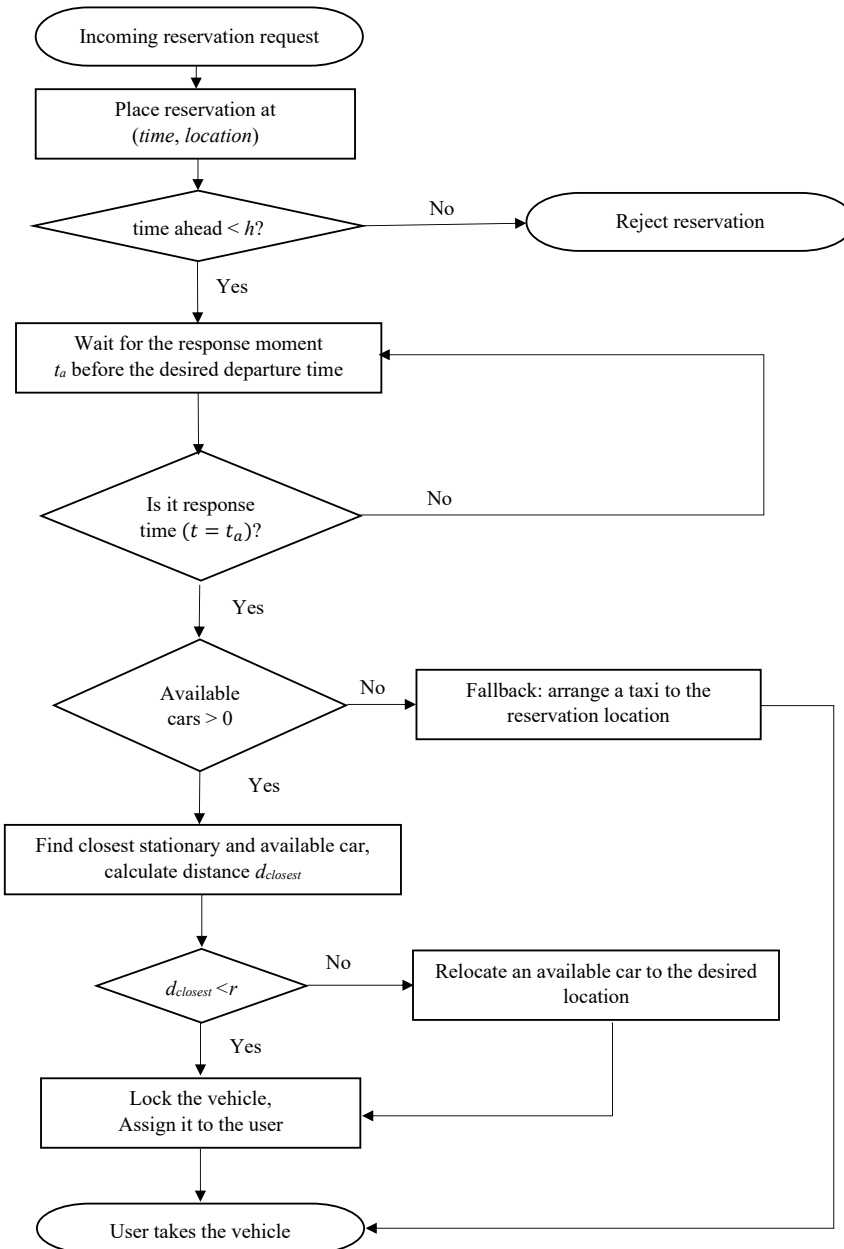 Incoming reservation request
Place reservation at
(time, location)
time ahead < h?
No
Reject reservation
Yes
Wait for the response moment
tₐ before the desired departure time
Is it response
time (t = tₐ)?
No
Yes
Available
cars > 0
No
Fallback: arrange a taxi to the
reservation location
Yes
Find closest stationary and available car,
calculate distance d_closest
d_closest <r
No
Relocate an available car to the desired
location
Yes
Lock the vehicle,
Assign it to the user
User takes the vehicle